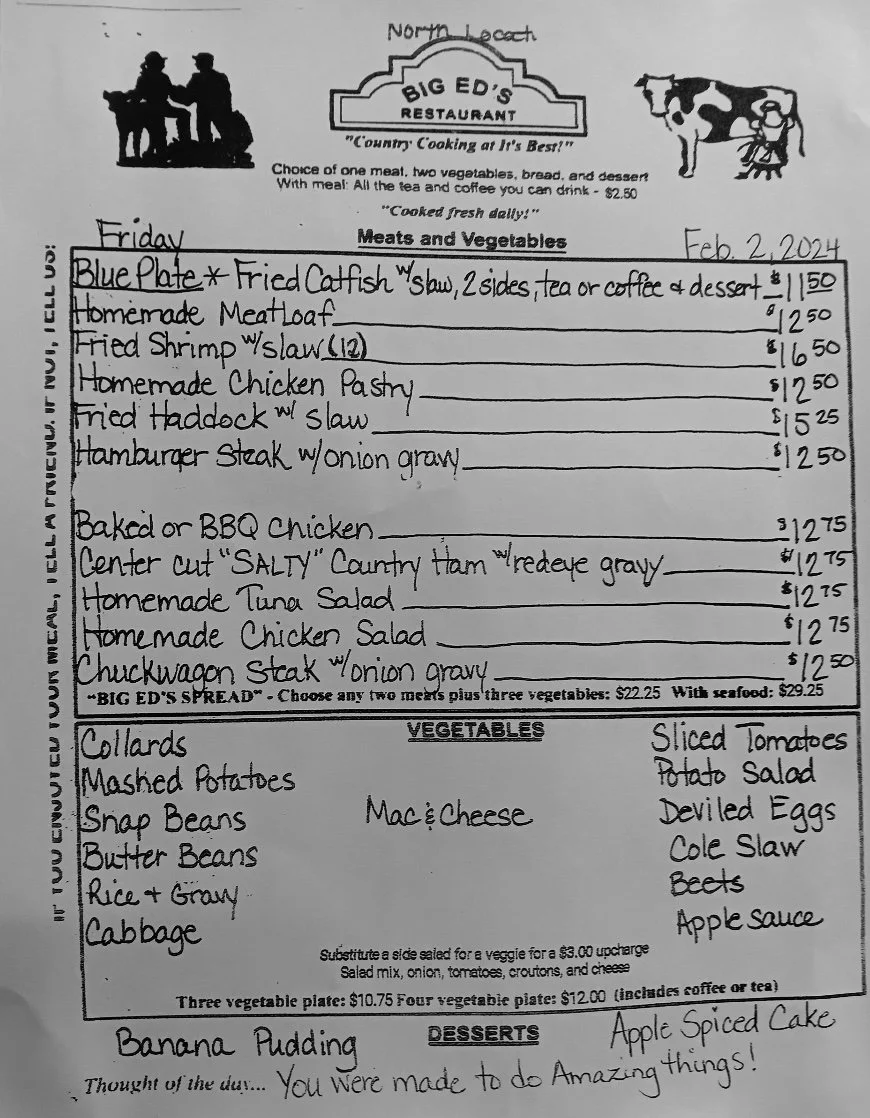 North Locatn
BIG ED'S
RESTAURANT
"Country Cooking at It's Best!"
Choice of one meat, two vegetables, bread, and dessert
With meal: All the tea and coffee you can drink - $2.50
"Cooked fresh daily!"
Friday
Meats and Vegetables
Feb. 2, 2024
Blue Plate * Fried Catfish w/slaw, 2 sides, tea or coffee & dessert $11 50
Homemade Meatloaf $12 50
Fried Shrimp w/slaw (12) $16 50
Homemade Chicken Pastry $12 50
Fried Haddock w/ slaw $15 25
Hamburger Steak w/onion gravy $12 50
Baked or BBQ Chicken $12 75
Center cut "SALTY" Country Ham w/redeye gravy $12 75
Homemade Tuna Salad $12 75
Homemade Chicken Salad $12 75
Chuckwagon Steak w/onion gravy $12 50
"BIG ED'S SPREAD" - Choose any two meats plus three vegetables: $22.25 With seafood: $29.25
IF YOU ENJOYED YOUR MEAL, TELL A FRIEND. IF NOT, TELL US!
VEGETABLES
Collards
Mashed Potatoes
Snap Beans
Butter Beans
Rice + Gravy
Cabbage
Mac & Cheese
Sliced Tomatoes
Potato Salad
Deviled Eggs
Cole Slaw
Beets
Apple sauce
Substitute a side salad for a veggie for a $3.00 upcharge
Salad mix, onion, tomatoes, croutons, and cheese
Three vegetable plate: $10.75 Four vegetable plate: $12.00 (includes coffee or tea)
DESSERTS
Banana Pudding
Apple Spiced Cake
Thought of the day... You were made to do Amazing things!